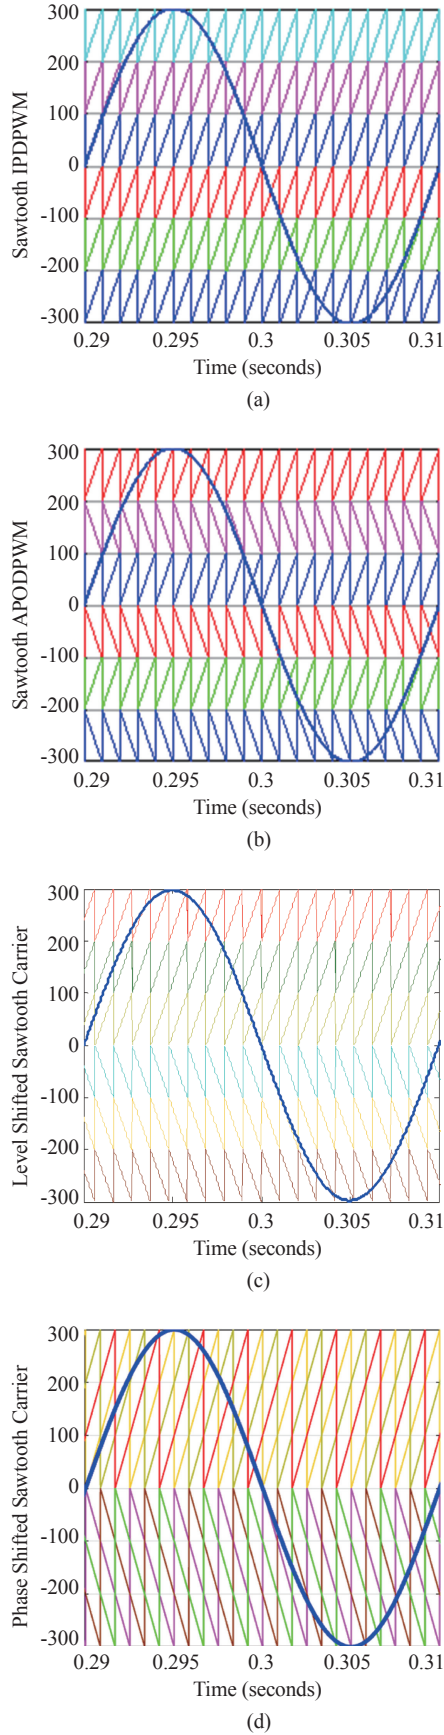 300
200
100
0
-100
-200
-300
Sawtooth IPDPWM
0.29 0.295 0.3 0.305 0.31
Time (seconds)
(a)
300
200
100
0
-100
-200
-300
Sawtooth APODPWM
0.29 0.295 0.3 0.305 0.31
Time (seconds)
(b)
300
200
100
0
-100
-200
-300
Level Shifted Sawtooth Carrier
0.29 0.295 0.3 0.305 0.31
Time (seconds)
(c)
300
200
100
0
-100
-200
-300
Phase Shifted Sawtooth Carrier
0.29 0.295 0.3 0.305 0.31
Time (seconds)
(d)